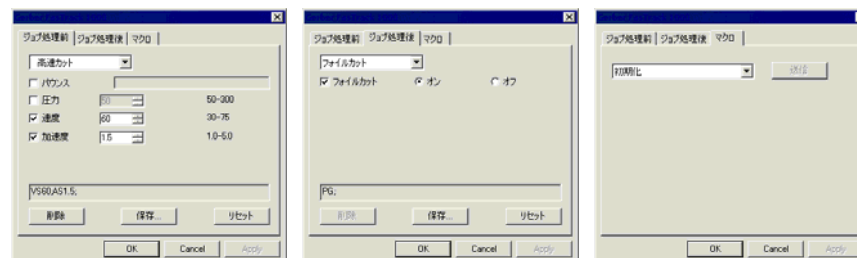 ジョブ処理前 ジョブ処理後 マクロ
高速カット
バウンス
圧力 50 50-300
速度 60 30-75
加速度 1.5 1.0-5.0
VS60,AS1.5;
削除 保存... リセット
OK Cancel Apply
ジョブ処理前 ジョブ処理後 マクロ
フォイルカット
フォイルカット オン オフ
PG;
削除 保存... リセット
OK Cancel Apply
ジョブ処理前 ジョブ処理後 マクロ
初期化 送信
OK Cancel Apply